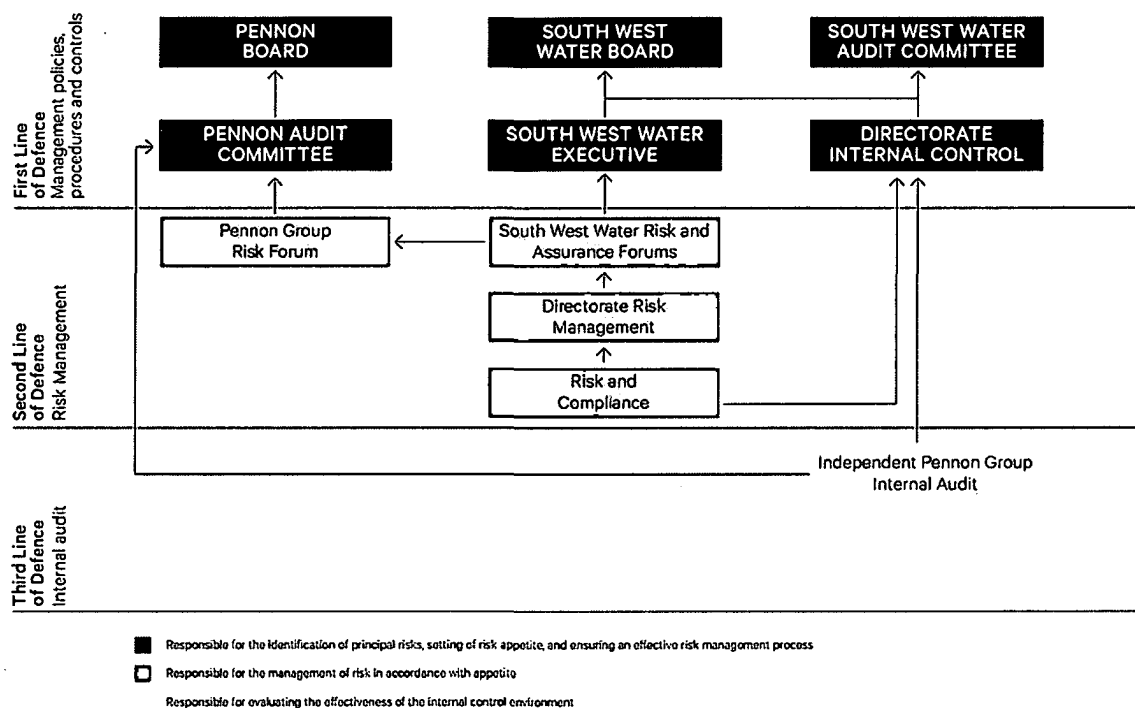 PENNON
BOARD
SOUTH WEST
WATER BOARD
SOUTH WEST WATER
AUDIT COMMITTEE
First Line
of Defence
Management policies,
procedures and controls
PENNON AUDIT
COMMITTEE
SOUTH WEST WATER
EXECUTIVE
DIRECTORATE
INTERNAL CONTROL
Second Line
of Defence
Risk Management
Pennon Group
Risk Forum
South West Water Risk and
Assurance Forums
Directorate Risk
Management
Risk and
Compliance
Third Line
of Defence
Internal audit
Independent Pennon Group
Internal Audit
Responsible for the identification of principal risks, setting of risk appetite, and ensuring an effective risk management process
Responsible for the management of risk in accordance with appetite
Responsible for evaluating the effectiveness of the internal control environment